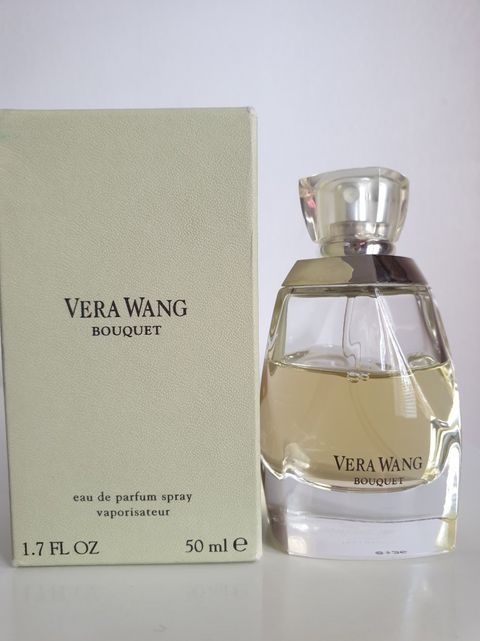 VERA WANG
BOUQUET
eau de parfum spray
vaporisateur
1.7 FL OZ 50 ml ℮
VERA WANG
BOUQUET